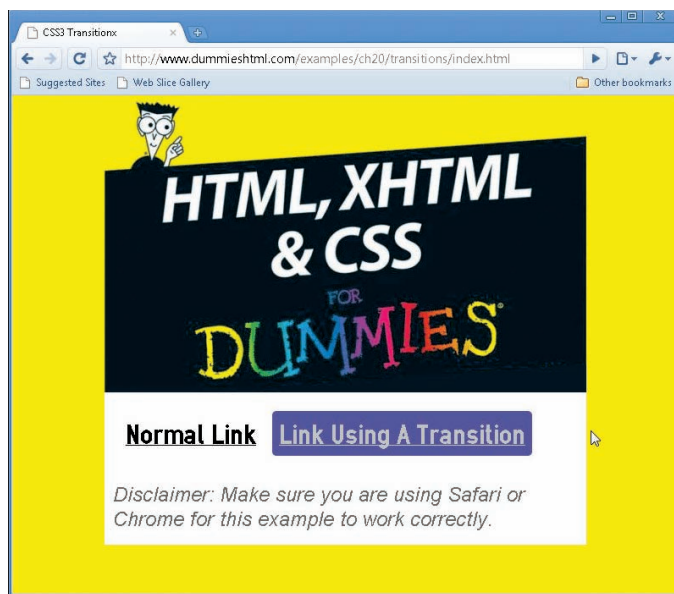 CSS3 Transitionx
http://www.dummieshtml.com/examples/ch20/transitions/index.html
Suggested Sites Web Slice Gallery Other bookmarks
HTML, XHTML
& CSS
FOR
DUMMIES®
Normal Link Link Using A Transition
Disclaimer: Make sure you are using Safari or
Chrome for this example to work correctly.